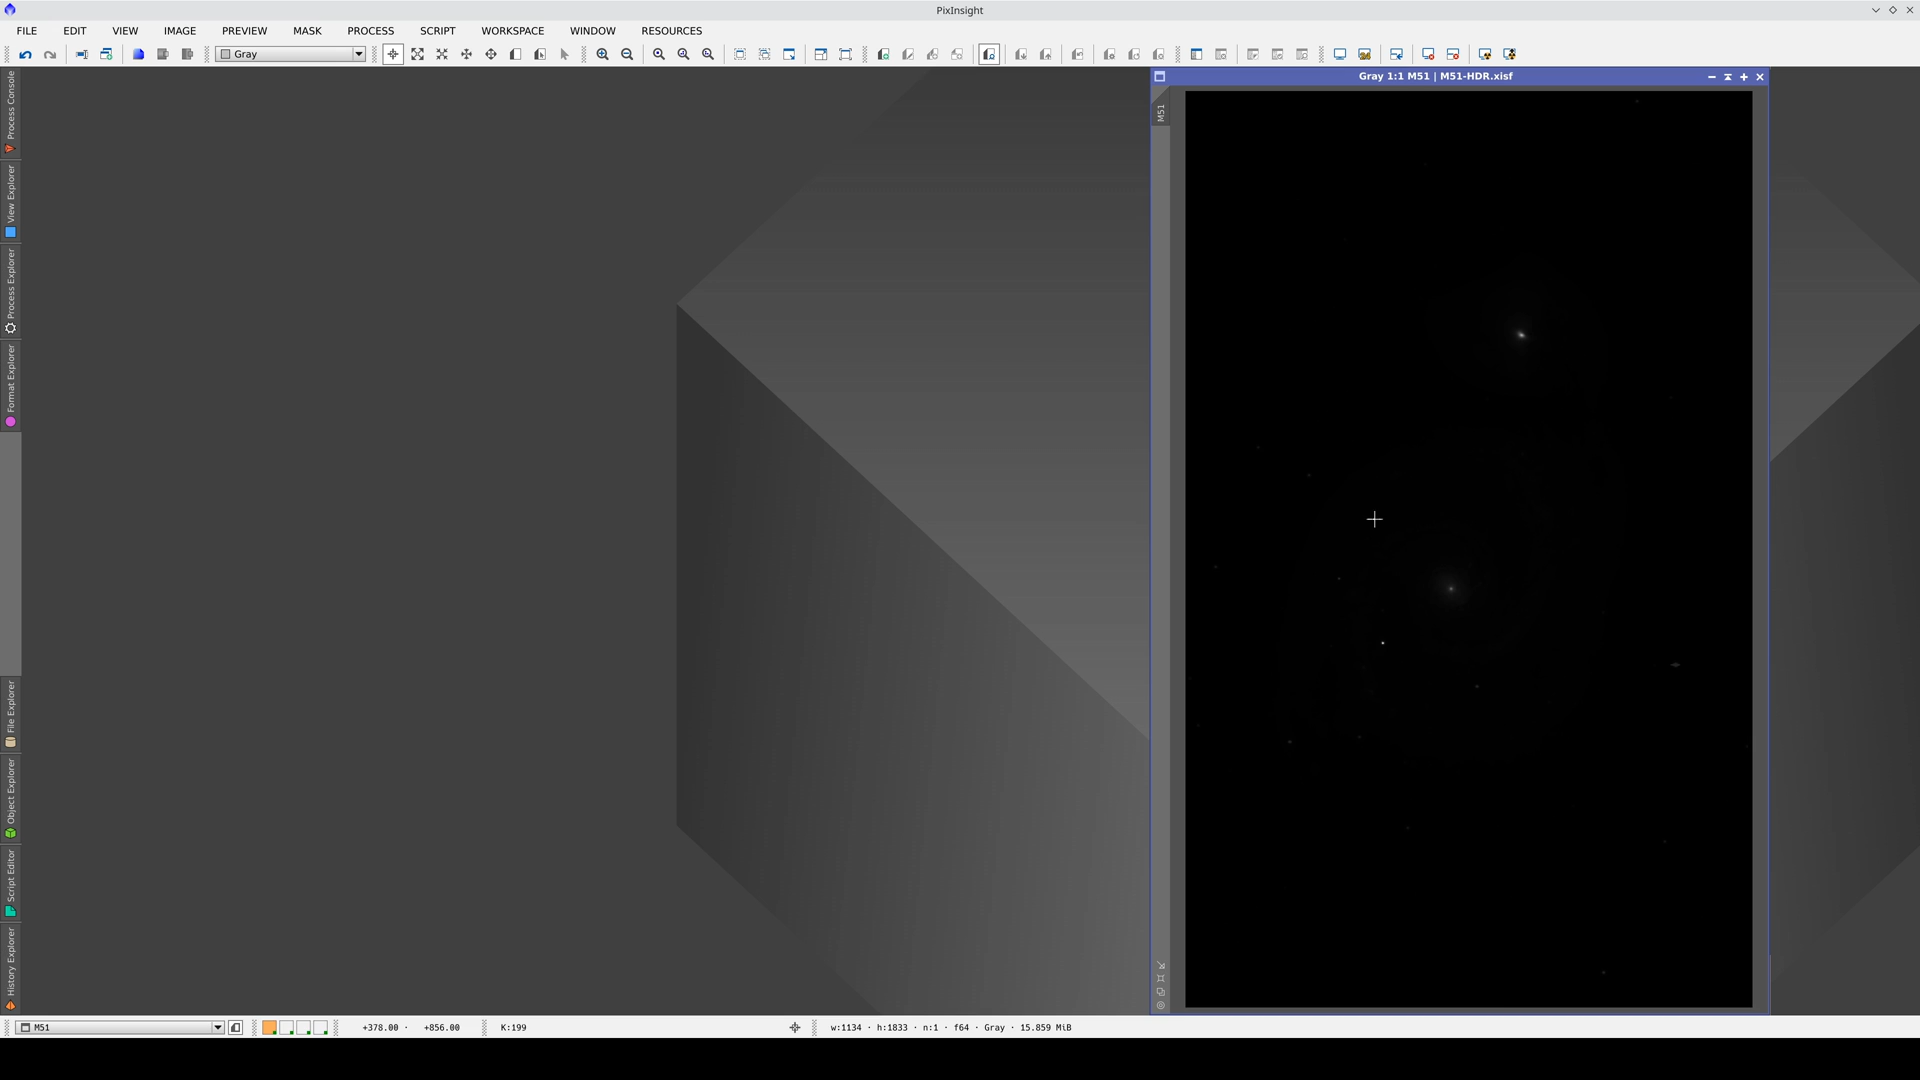 PixInsight
FILE EDIT VIEW IMAGE PREVIEW MASK PROCESS SCRIPT WORKSPACE WINDOW RESOURCES
Gray
Gray 1:1 M51 | M51-HDR.xisf
M51
Process Console
View Explorer
Process Explorer
Format Explorer
File Explorer
Object Explorer
Script Editor
History Explorer
M51 +378.00 · +856.00 K:199 w:1134 · h:1833 · n:1 · f64 · Gray · 15.859 MiB